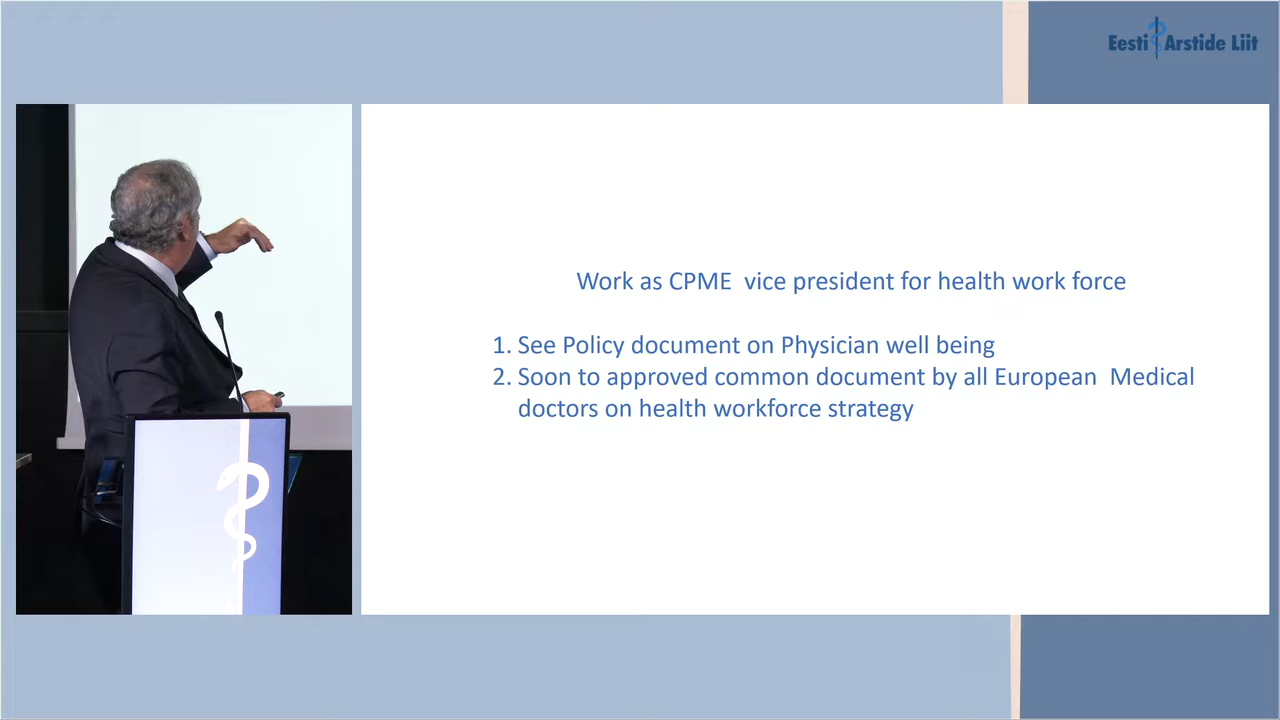 Eesti Arstide Liit
Work as CPME  vice president for health work force
1. See Policy document on Physician well being
2. Soon to approved common document by all European  Medical
doctors on health workforce strategy